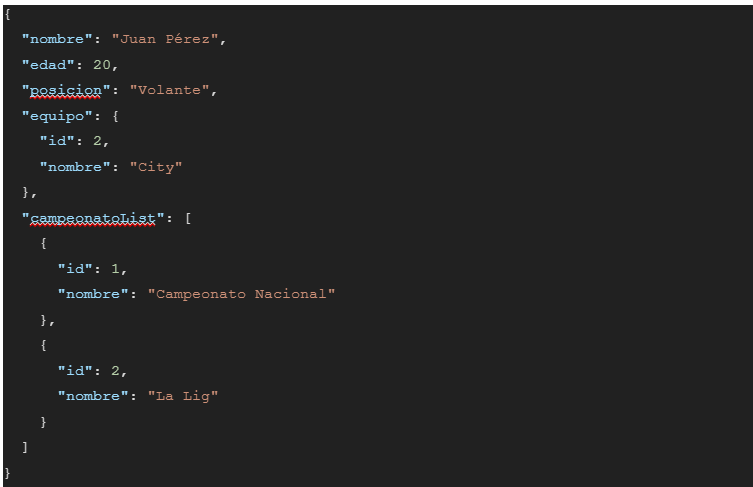 {
  "nombre": "Juan Pérez",
  "edad": 20,
  "posicion": "Volante",
  "equipo": {
    "id": 2,
    "nombre": "City"
  },
  "campeonatoList": [
    {
      "id": 1,
      "nombre": "Campeonato Nacional"
    },
    {
      "id": 2,
      "nombre": "La Lig"
    }
  ]
}